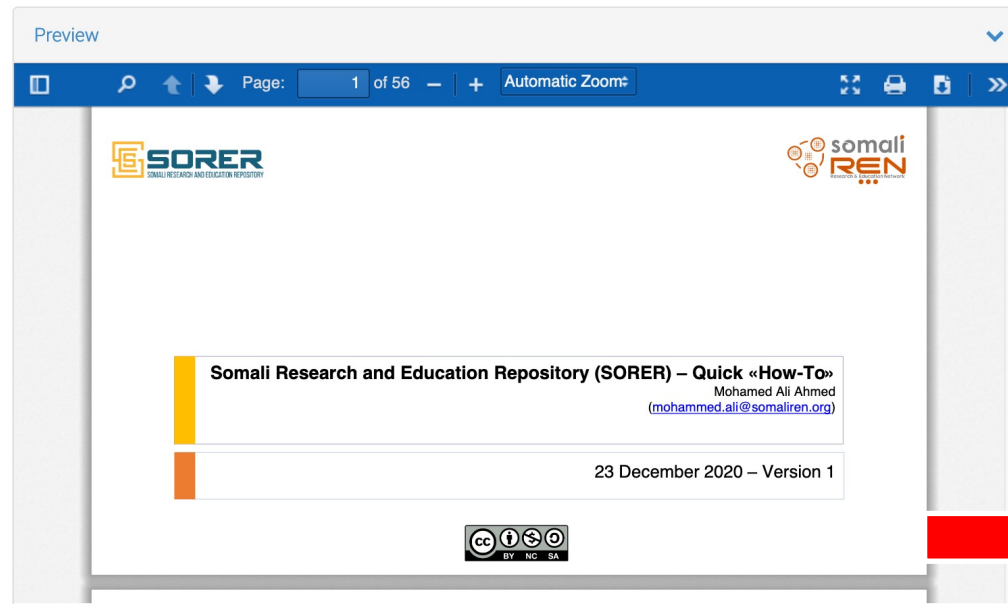 Preview
Page: 1 of 56 Automatic Zoom
SORER
SOMALI RESEARCH AND EDUCATION REPOSITORY
somali
REN
Research & Education Network
Somali Research and Education Repository (SORER) – Quick «How-To»
Mohamed Ali Ahmed
(mohammed.ali@somaliren.org)
23 December 2020 – Version 1
cc
BY NC SA